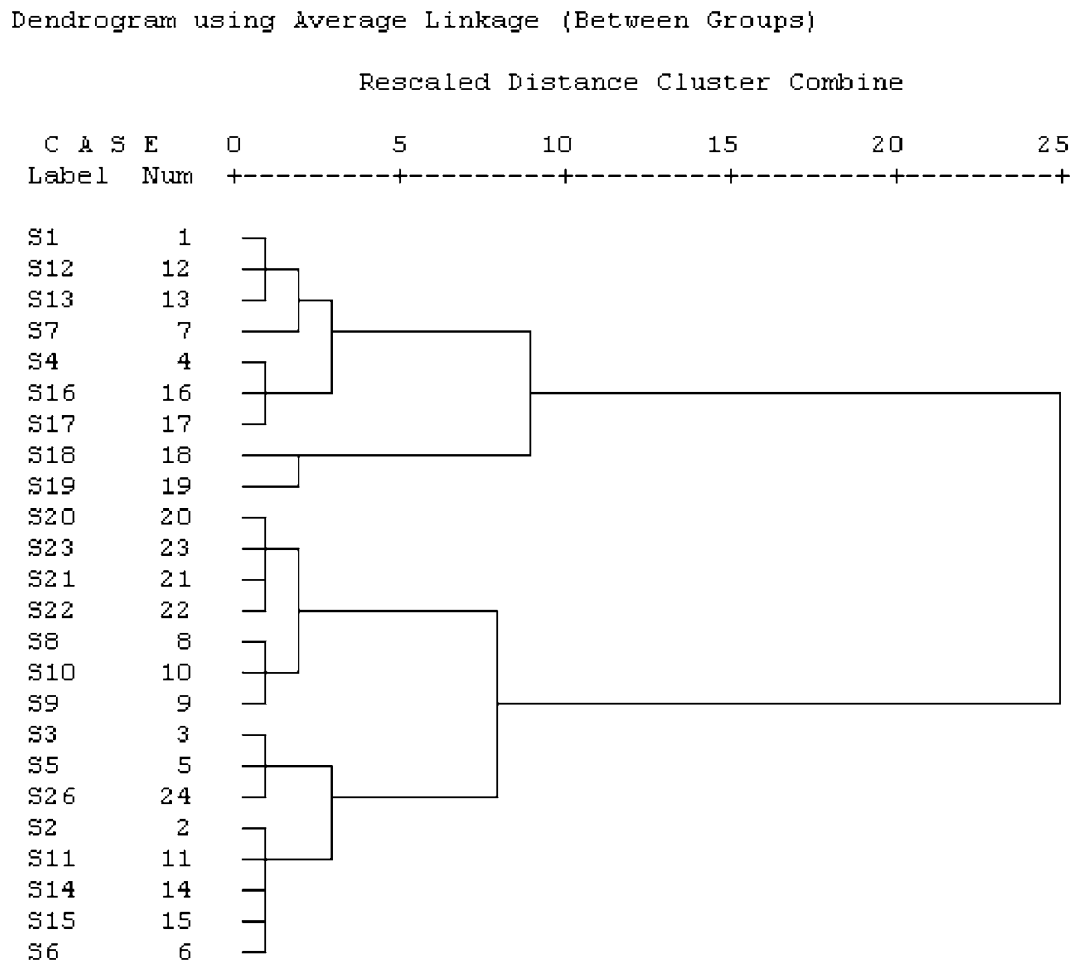 Dendrogram using Average Linkage (Between Groups)
Rescaled Distance Cluster Combine
C A S E 0 5 10 15 20 25
Label Num +---------+---------+---------+---------+---------+
S1 1
S12 12
S13 13
S7 7
S4 4
S16 16
S17 17
S18 18
S19 19
S20 20
S23 23
S21 21
S22 22
S8 8
S10 10
S9 9
S3 3
S5 5
S26 24
S2 2
S11 11
S14 14
S15 15
S6 6